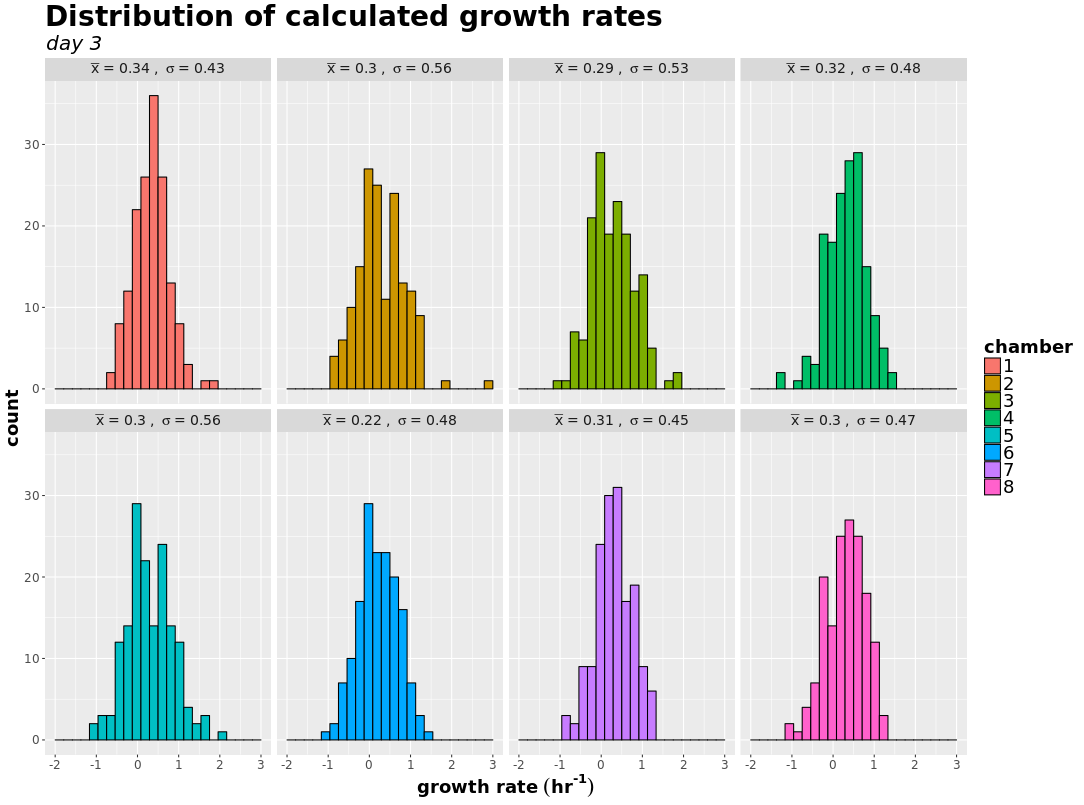 Distribution of calculated growth rates
day 3
x̅ = 0.34 , σ = 0.43
x̅ = 0.3 , σ = 0.56
x̅ = 0.29 , σ = 0.53
x̅ = 0.32 , σ = 0.48
30
20
10
0
x̅ = 0.3 , σ = 0.56
x̅ = 0.22 , σ = 0.48
x̅ = 0.31 , σ = 0.45
x̅ = 0.3 , σ = 0.47
30
20
10
0
-2 -1 0 1 2 3
-2 -1 0 1 2 3
-2 -1 0 1 2 3
-2 -1 0 1 2 3
growth rate (hr⁻¹)
count
chamber
1
2
3
4
5
6
7
8